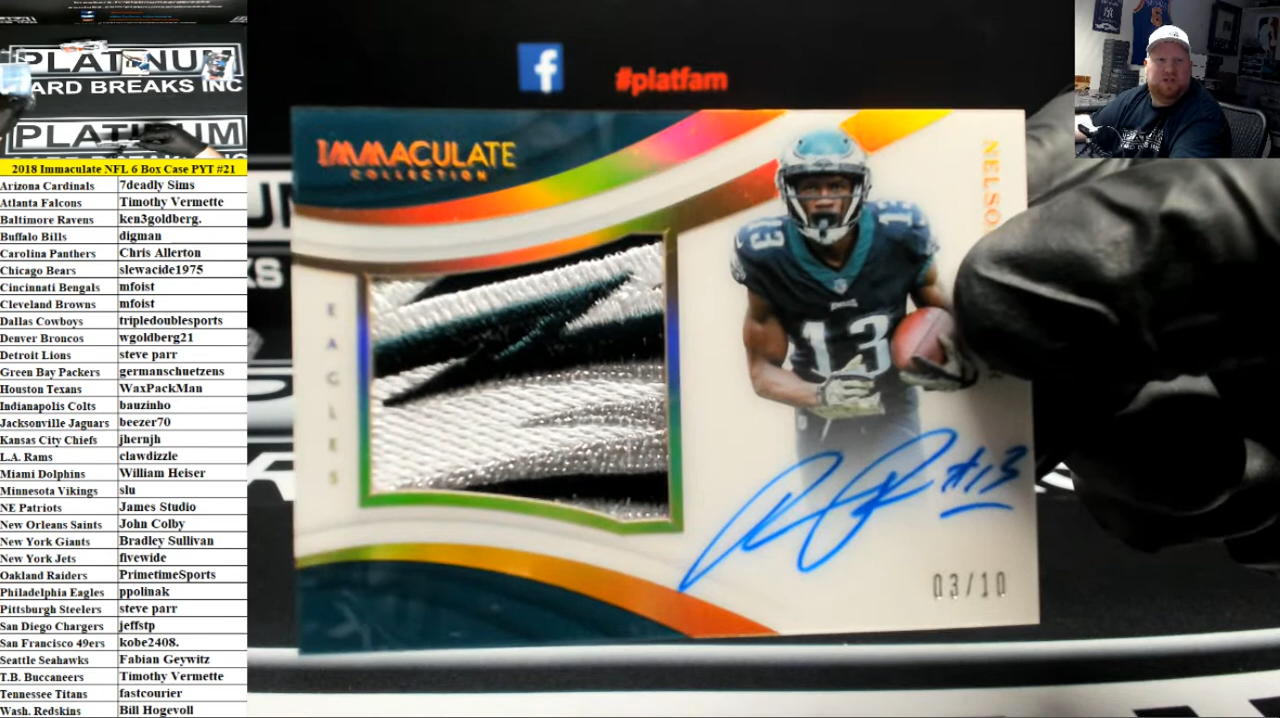 PLATINUM
ARD BREAKS INC
PLATINUM
2018 Immaculate NFL 6 Box Case PYT #21
Arizona Cardinals 7deadly Sims
Atlanta Falcons Timothy Vermette
Baltimore Ravens ken3goldberg.
Buffalo Bills digman
Carolina Panthers Chris Allerton
Chicago Bears slewacide1975
Cincinnati Bengals mfoist
Cleveland Browns mfoist
Dallas Cowboys tripledoublesports
Denver Broncos wgoldberg21
Detroit Lions steve parr
Green Bay Packers germanschuetzens
Houston Texans WaxPackMan
Indianapolis Colts bauzinho
Jacksonville Jaguars beezer70
Kansas City Chiefs jhernjh
L.A. Rams clawdizzle
Miami Dolphins William Heiser
Minnesota Vikings slu
NE Patriots James Studio
New Orleans Saints John Colby
New York Giants Bradley Sullivan
New York Jets fivewide
Oakland Raiders PrimetimeSports
Philadelphia Eagles ppolinak
Pittsburgh Steelers steve parr
San Diego Chargers jeffstp
San Francisco 49ers kobe2408.
Seattle Seahawks Fabian Geywitz
T.B. Buccaneers Timothy Vermette
Tennessee Titans fastcourier
Wash. Redskins Bill Hogevoll
f #platfam
IMMACULATE
COLLECTION
EAGLES
NELSO
13
13
13
#13
03/10